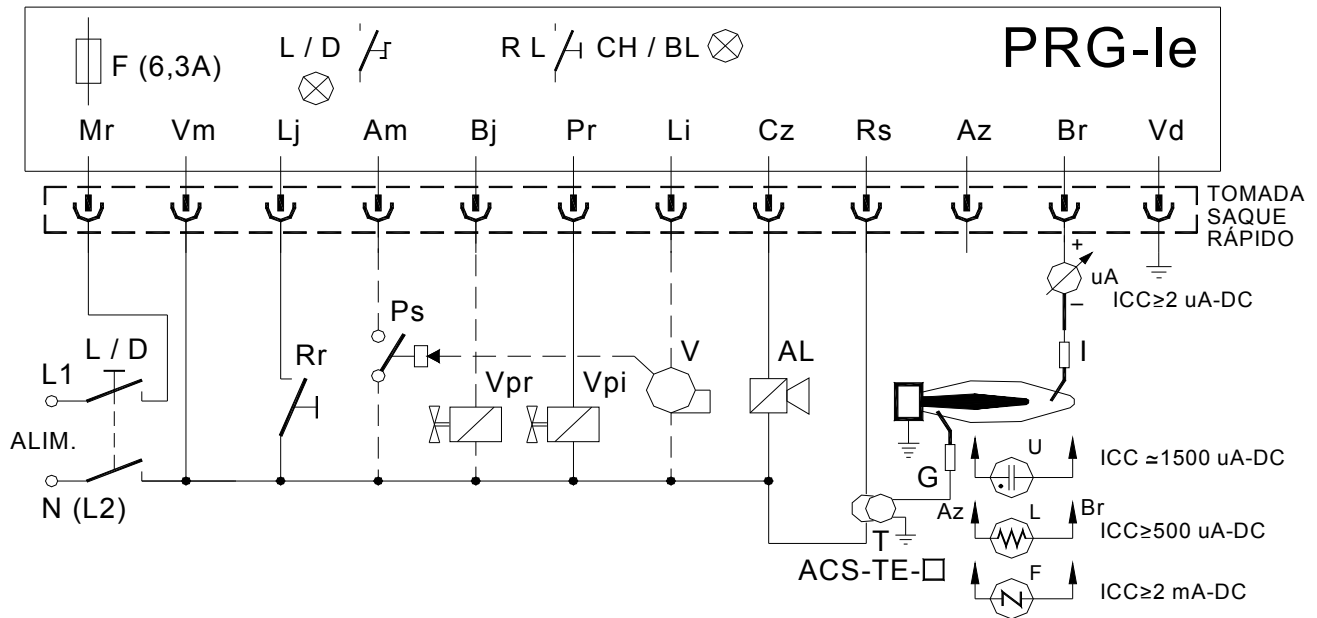 F (6,3A)
L / D
R L
CH / BL
PRG-Ie
Mr Vm Lj Am Bj Pr Li Cz Rs Az Br Vd
TOMADA
SAQUE
RÁPIDO
+
uA
–
ICC≥2 uA-DC
L / D
L1
ALIM.
N (L2)
Rr
Ps
Vpr
Vpi
V
AL
I
G
T
ACS-TE-□
U
ICC ≃1500 uA-DC
Az
L
Br
ICC≥500 uA-DC
F
ICC≥2 mA-DC